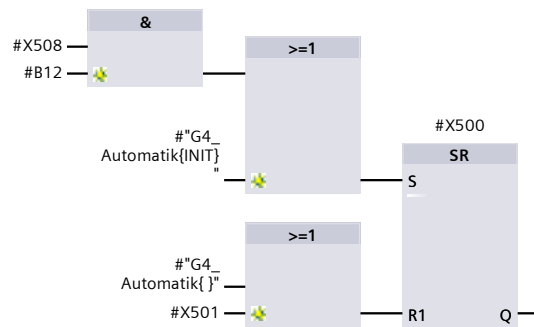 &
#X508
#B12
>=1
#"G4_
Automatik{INIT}
"
#X500
SR
S
>=1
#"G4_
Automatik{ }"
#X501
R1
Q